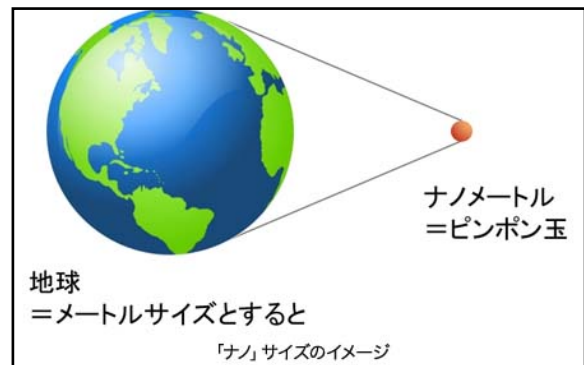 ナノメートル
＝ピンポン玉
地球
＝メートルサイズとすると
「ナノ」サイズのイメージ